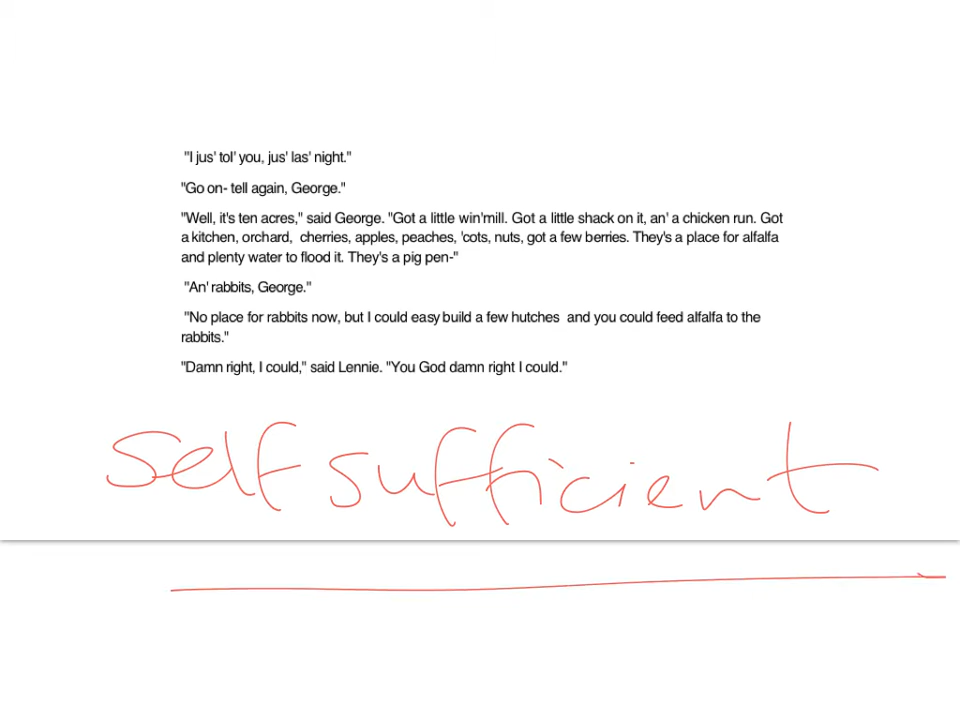 "I jus' tol' you, jus' las' night."
"Go on- tell again, George."
"Well, it's ten acres," said George. "Got a little win'mill. Got a little shack on it, an' a chicken run. Got
a kitchen, orchard,  cherries, apples, peaches, 'cots, nuts, got a few berries. They's a place for alfalfa
and plenty water to flood it. They's a pig pen-"
"An' rabbits, George."
"No place for rabbits now, but I could easy build a few hutches  and you could feed alfalfa to the
rabbits."
"Damn right, I could," said Lennie. "You God damn right I could."
self sufficient